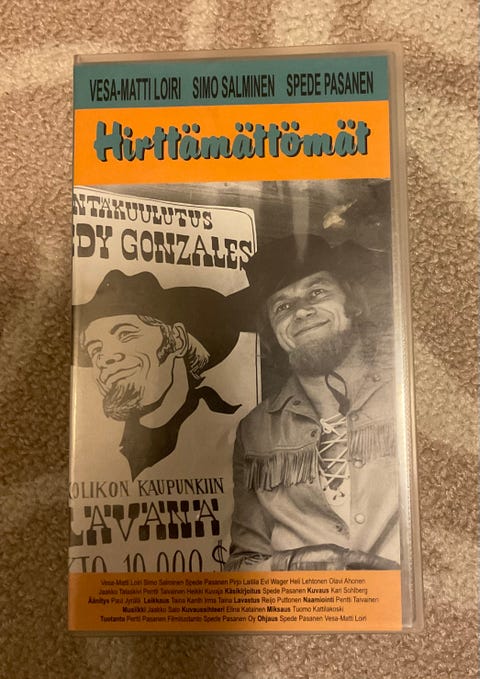 VESA-MATTI LOIRI SIMO SALMINEN SPEDE PASANEN
Hirttämättömät
NTAKUULUTUS
DY GONZALES
OLIKON KAUPUNKIIN
LAVANA
KIO 10.000 $
Vesa-Matti Loiri Simo Salminen Spede Pasanen Pirjo Laitila Evi Wager Heli Lehtonen Olavi Ahonen
Jaakko Talaskivi Pertti Taivainen Heikki Kuvaja Käsikirjoitus Spede Pasanen Kuvaus Kari Sohlberg
Äänitys Paul Jyrälä Leikkaus Taina Kanth Irma Taina Lavastus Reijo Puttonen Naamiointi Pentti Taivainen
Musiikki Jaakko Salo Kuvaussihteeri Elina Katainen Miksaus Tuomo Kattilakoski
Tuotanto Pertti Pasanen Filmituotanto Spede Pasanen Oy Ohjaus Spede Pasanen Vesa-Matti Loiri